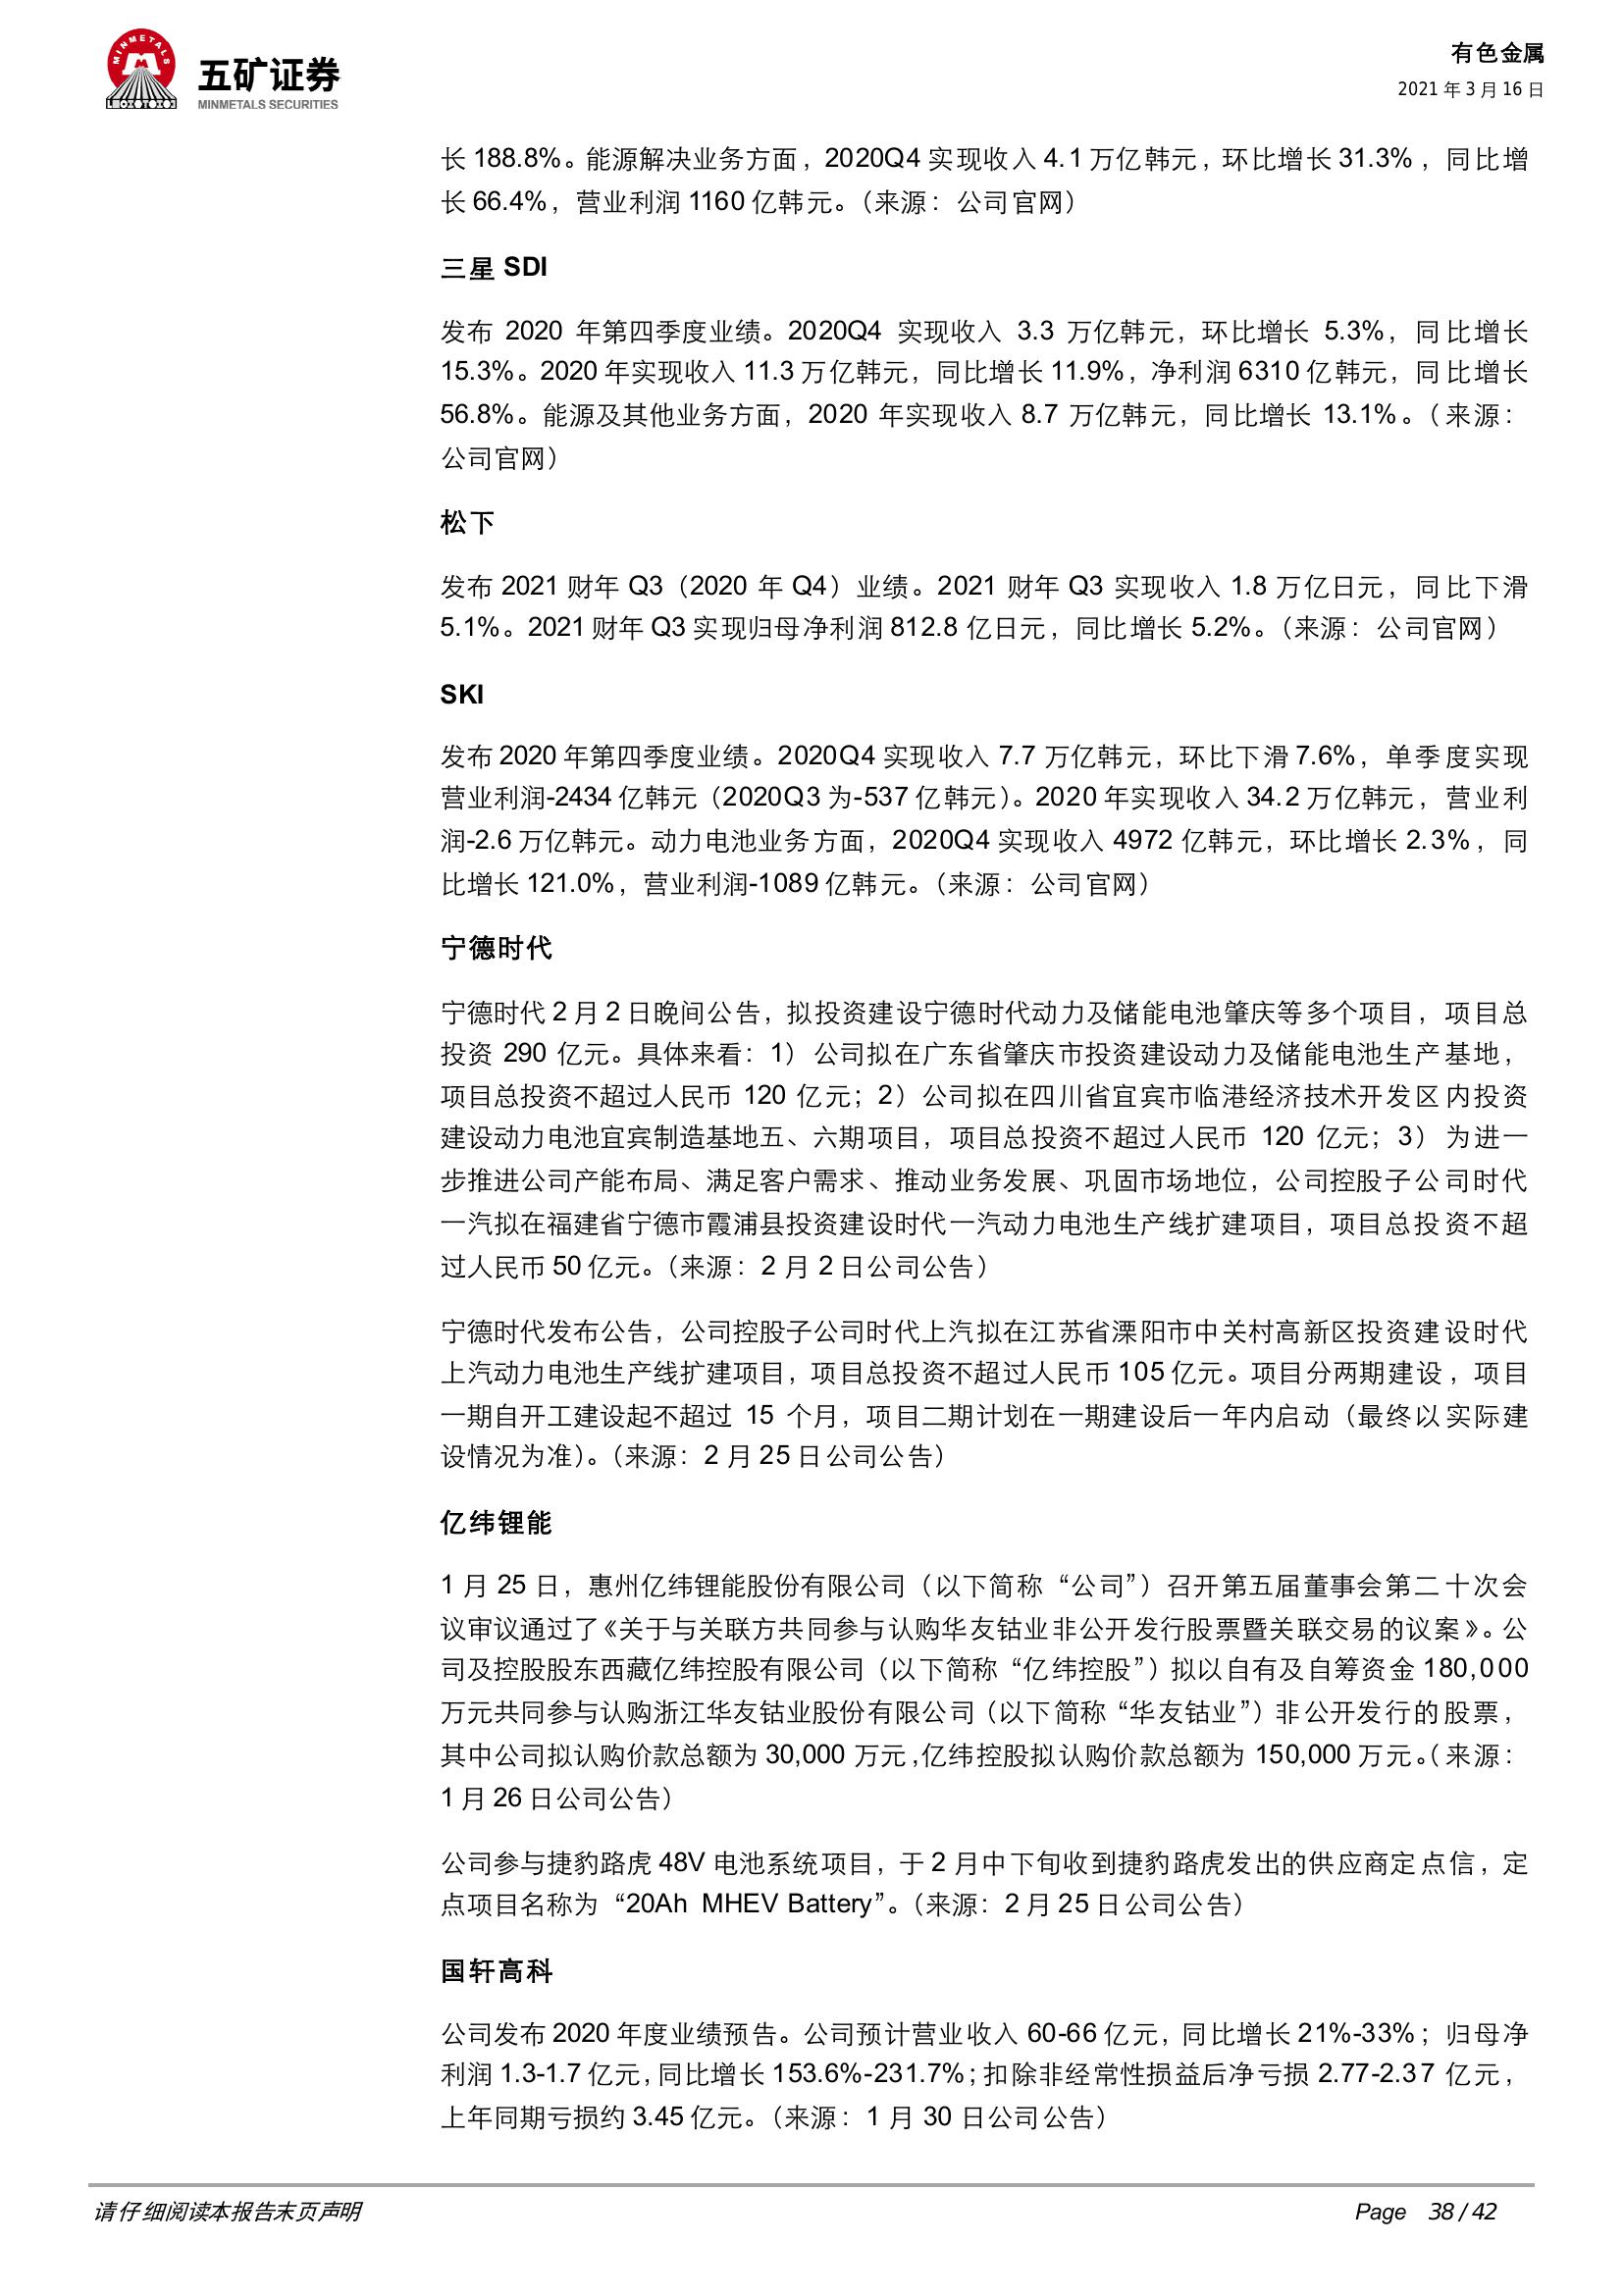 MINMETALS
五矿证券
MINMETALS SECURITIES
有色金属
2021 年 3 月 16 日
长 188.8%。能源解决业务方面，2020Q4 实现收入 4.1 万亿韩元，环比增长 31.3%，同比增
长 66.4%，营业利润 1160 亿韩元。（来源：公司官网）
三星 SDI
发布 2020 年第四季度业绩。2020Q4 实现收入 3.3 万亿韩元，环比增长 5.3%，同比增长
15.3%。2020 年实现收入 11.3 万亿韩元，同比增长 11.9%，净利润 6310 亿韩元，同比增长
56.8%。能源及其他业务方面，2020 年实现收入 8.7 万亿韩元，同比增长 13.1%。（来源：
公司官网）
松下
发布 2021 财年 Q3（2020 年 Q4）业绩。2021 财年 Q3 实现收入 1.8 万亿日元，同比下滑
5.1%。2021 财年 Q3 实现归母净利润 812.8 亿日元，同比增长 5.2%。（来源：公司官网）
SKI
发布 2020 年第四季度业绩。2020Q4 实现收入 7.7 万亿韩元，环比下滑 7.6%，单季度实现
营业利润-2434 亿韩元（2020Q3 为-537 亿韩元）。2020 年实现收入 34.2 万亿韩元，营业利
润-2.6 万亿韩元。动力电池业务方面，2020Q4 实现收入 4972 亿韩元，环比增长 2.3%，同
比增长 121.0%，营业利润-1089 亿韩元。（来源：公司官网）
宁德时代
宁德时代 2 月 2 日晚间公告，拟投资建设宁德时代动力及储能电池肇庆等多个项目，项目总
投资 290 亿元。具体来看：1）公司拟在广东省肇庆市投资建设动力及储能电池生产基地，
项目总投资不超过人民币 120 亿元；2）公司拟在四川省宜宾市临港经济技术开发区内投资
建设动力电池宜宾制造基地五、六期项目，项目总投资不超过人民币 120 亿元；3）为进一
步推进公司产能布局、满足客户需求、推动业务发展、巩固市场地位，公司控股子公司时代
一汽拟在福建省宁德市霞浦县投资建设时代一汽动力电池生产线扩建项目，项目总投资不超
过人民币 50 亿元。（来源：2 月 2 日公司公告）
宁德时代发布公告，公司控股子公司时代上汽拟在江苏省溧阳市中关村高新区投资建设时代
上汽动力电池生产线扩建项目，项目总投资不超过人民币 105 亿元。项目分两期建设，项目
一期自开工建设起不超过 15 个月，项目二期计划在一期建设后一年内启动（最终以实际建
设情况为准）。（来源：2 月 25 日公司公告）
亿纬锂能
1 月 25 日，惠州亿纬锂能股份有限公司（以下简称“公司”）召开第五届董事会第二十次会
议审议通过了《关于与关联方共同参与认购华友钴业非公开发行股票暨关联交易的议案》。公
司及控股股东西藏亿纬控股有限公司（以下简称“亿纬控股”）拟以自有及自筹资金 180,000
万元共同参与认购浙江华友钴业股份有限公司（以下简称“华友钴业”）非公开发行的股票，
其中公司拟认购价款总额为 30,000 万元，亿纬控股拟认购价款总额为 150,000 万元。（来源：
1 月 26 日公司公告）
公司参与捷豹路虎 48V 电池系统项目，于 2 月中下旬收到捷豹路虎发出的供应商定点信，定
点项目名称为“20Ah MHEV Battery”。（来源：2 月 25 日公司公告）
国轩高科
公司发布 2020 年度业绩预告。公司预计营业收入 60-66 亿元，同比增长 21%-33%；归母净
利润 1.3-1.7 亿元，同比增长 153.6%-231.7%；扣除非经常性损益后净亏损 2.77-2.37 亿元，
上年同期亏损约 3.45 亿元。（来源：1 月 30 日公司公告）
请仔细阅读本报告末页声明
Page 38 / 42